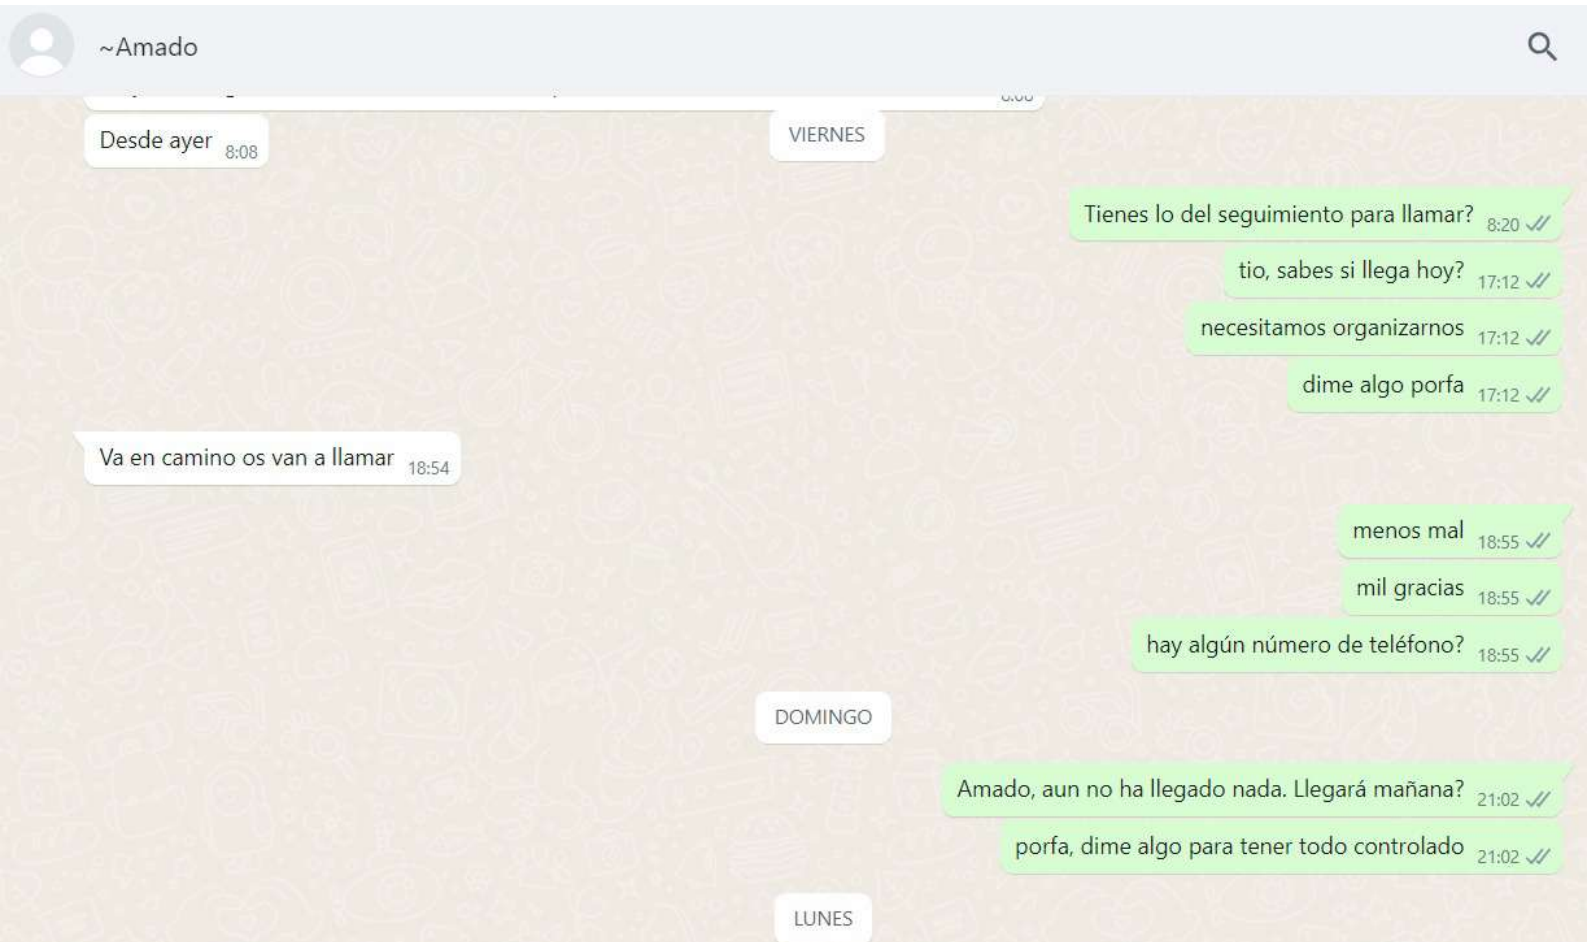 ~Amado
Desde ayer 8:08
VIERNES
Tienes lo del seguimiento para llamar? 8:20
tio, sabes si llega hoy? 17:12
necesitamos organizarnos 17:12
dime algo porfa 17:12
Va en camino os van a llamar 18:54
menos mal 18:55
mil gracias 18:55
hay algún número de teléfono? 18:55
DOMINGO
Amado, aun no ha llegado nada. Llegará mañana? 21:02
porfa, dime algo para tener todo controlado 21:02
LUNES